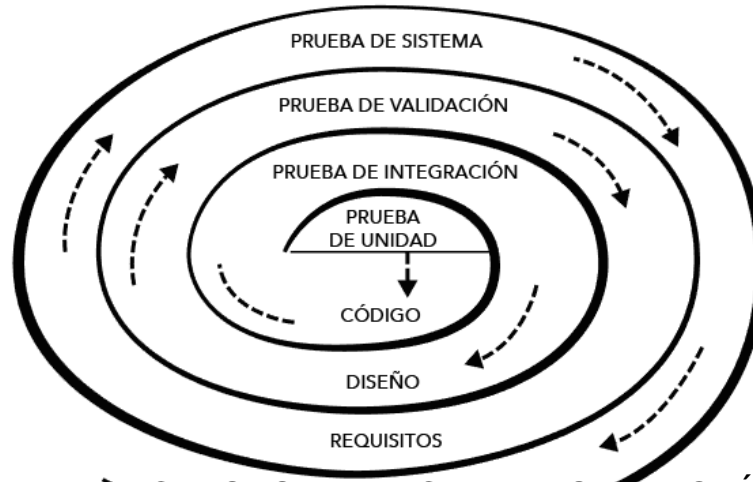 PRUEBA DE SISTEMA
PRUEBA DE VALIDACIÓN
PRUEBA DE INTEGRACIÓN
PRUEBA
DE UNIDAD
CÓDIGO
DISEÑO
REQUISITOS